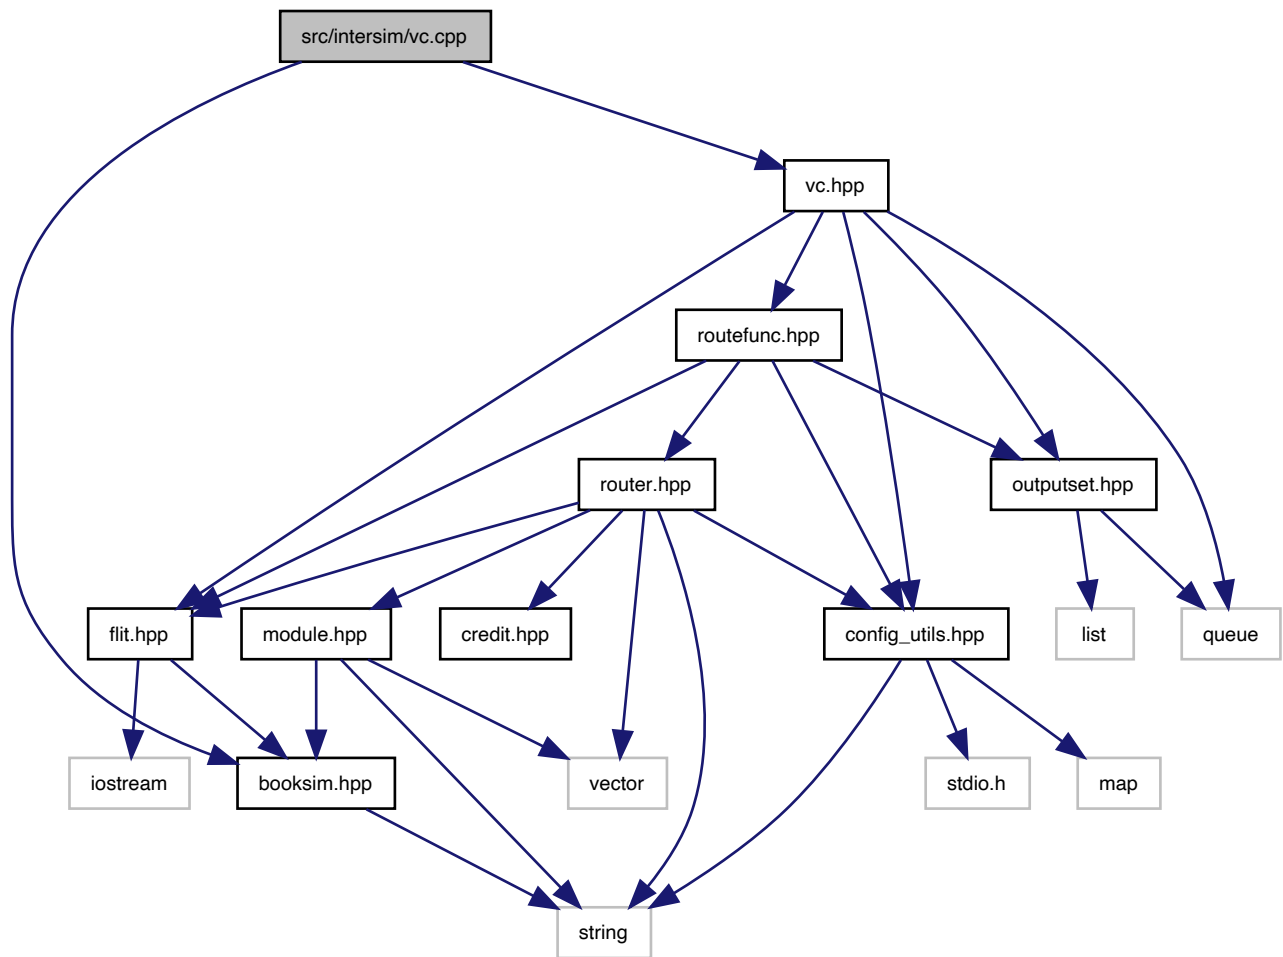 src/intersim/vc.cpp
vc.hpp
routefunc.hpp
router.hpp
outputset.hpp
flit.hpp
module.hpp
credit.hpp
config_utils.hpp
list
queue
iostream
booksim.hpp
vector
stdio.h
map
string